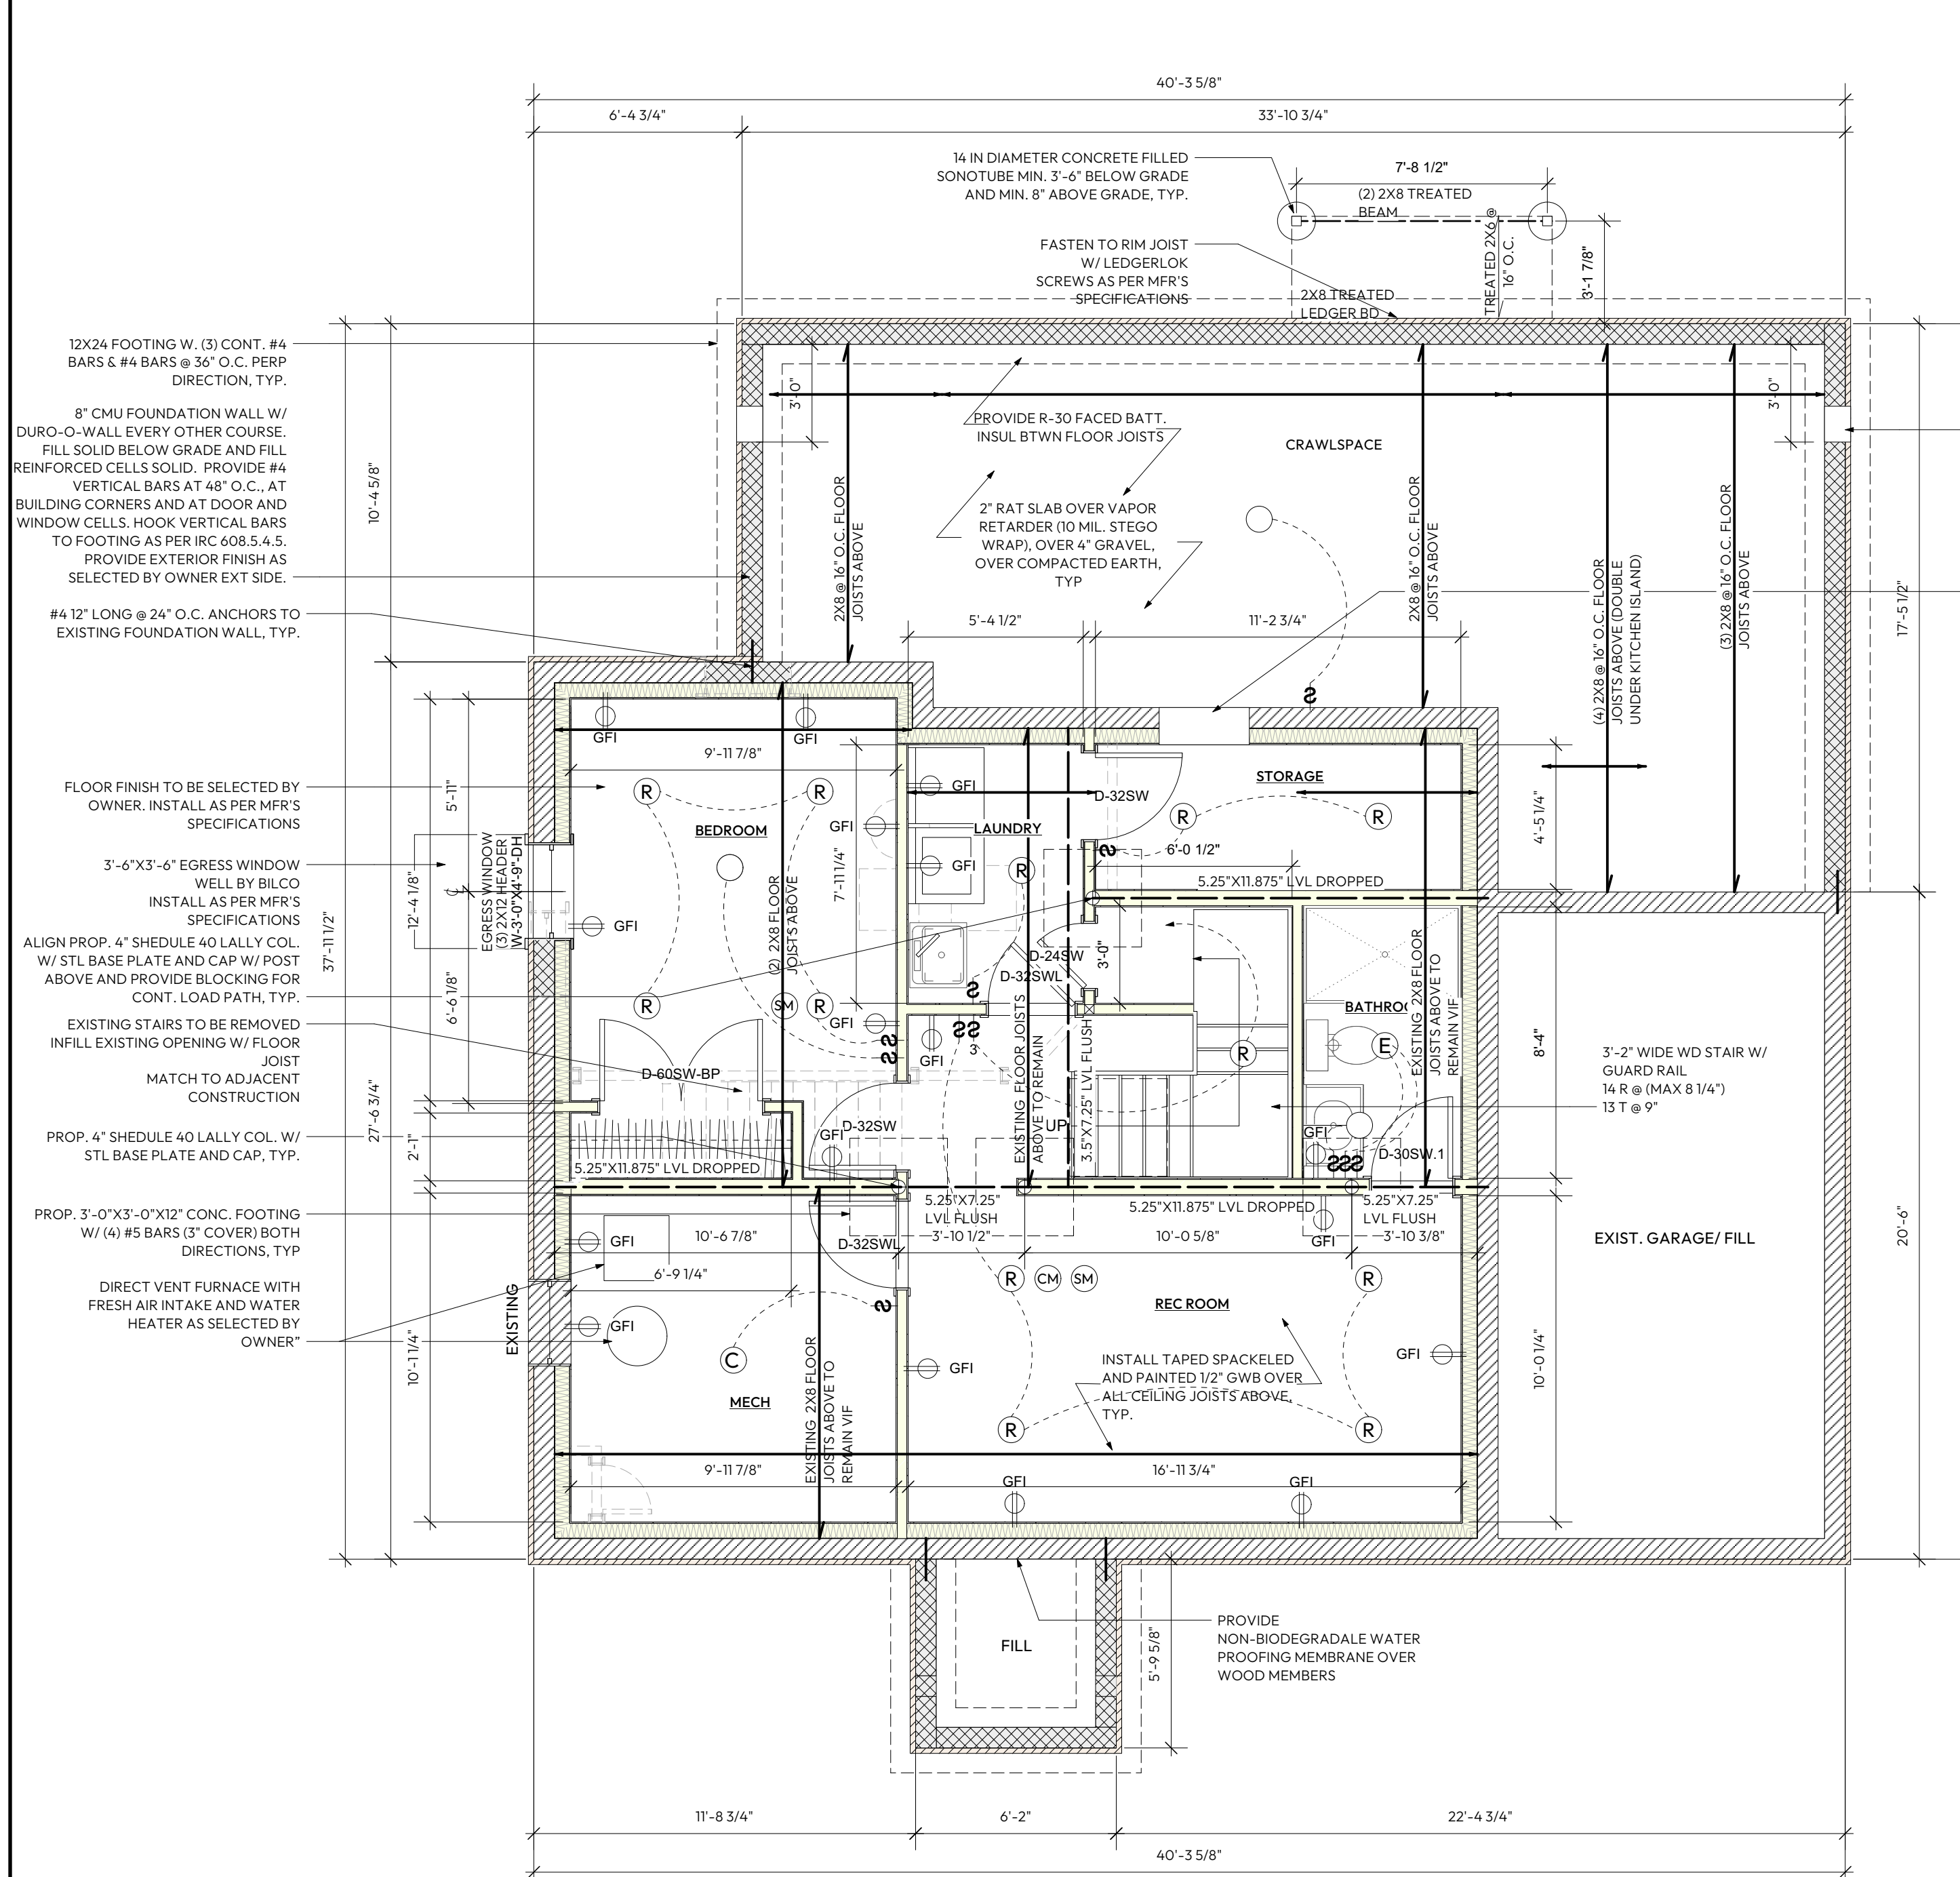 40'-3 5/8"
6'-4 3/4"
33'-10 3/4"
14 IN DIAMETER CONCRETE FILLED
SONOTUBE MIN. 3'-6" BELOW GRADE
AND MIN. 8" ABOVE GRADE, TYP.
7'-8 1/2"
(2) 2X8 TREATED
BEAM
TREATED 2X6 @
16" O.C.
3'-1 7/8"
FASTEN TO RIM JOIST
W/ LEDGERLOK
SCREWS AS PER MFR'S
SPECIFICATIONS
2X8 TREATED
LEDGER BD
12X24 FOOTING W. (3) CONT. #4
BARS & #4 BARS @ 36" O.C. PERP
DIRECTION, TYP.
8" CMU FOUNDATION WALL W/
DURO-O-WALL EVERY OTHER COURSE.
FILL SOLID BELOW GRADE AND FILL
REINFORCED CELLS SOLID. PROVIDE #4
VERTICAL BARS AT 48" O.C., AT
BUILDING CORNERS AND AT DOOR AND
WINDOW CELLS. HOOK VERTICAL BARS
TO FOOTING AS PER IRC 608.5.4.5.
PROVIDE EXTERIOR FINISH AS
SELECTED BY OWNER EXT SIDE.
#4 12" LONG @ 24" O.C. ANCHORS TO
EXISTING FOUNDATION WALL, TYP.
10'-4 5/8"
37'-11 1/2"
3'-0"
3'-0"
PROVIDE R-30 FACED BATT.
INSUL BTWN FLOOR JOISTS
CRAWLSPACE
2" RAT SLAB OVER VAPOR
RETARDER (10 MIL. STEGO
WRAP), OVER 4" GRAVEL,
OVER COMPACTED EARTH,
TYP
2X8 @ 16" O.C. FLOOR
JOISTS ABOVE
2X8 @ 16" O.C. FLOOR
JOISTS ABOVE
(4) 2X8 @ 16" O.C. FLOOR
JOISTS ABOVE (DOUBLE
UNDER KITCHEN ISLAND)
(3) 2X8 @ 16" O.C. FLOOR
JOISTS ABOVE
17'-5 1/2"
5'-4 1/2"
11'-2 3/4"
S
GFI
GFI
9'-11 7/8"
FLOOR FINISH TO BE SELECTED BY
OWNER. INSTALL AS PER MFR'S
SPECIFICATIONS
3'-6"X3'-6" EGRESS WINDOW
WELL BY BILCO
INSTALL AS PER MFR'S
SPECIFICATIONS
ALIGN PROP. 4" SHEDULE 40 LALLY COL.
W/ STL BASE PLATE AND CAP W/ POST
ABOVE AND PROVIDE BLOCKING FOR
CONT. LOAD PATH, TYP.
EXISTING STAIRS TO BE REMOVED
INFILL EXISTING OPENING W/ FLOOR
JOIST
MATCH TO ADJACENT
CONSTRUCTION
PROP. 4" SHEDULE 40 LALLY COL. W/
STL BASE PLATE AND CAP, TYP.
PROP. 3'-0"X3'-0"X12" CONC. FOOTING
W/ (4) #5 BARS (3" COVER) BOTH
DIRECTIONS, TYP
DIRECT VENT FURNACE WITH
FRESH AIR INTAKE AND WATER
HEATER AS SELECTED BY
OWNER"
5'-11"
12'-4 1/8"
6'-6 1/8"
27'-6 3/4"
2'-1"
10'-1 1/4"
EGRESS WINDOW
(3) 2X12 HEADER
W-3'-0"X4'-9"-DH
EXISTING
R
R
BEDROOM
GFI
GFI
(2) 2X8 FLOOR
JOISTS ABOVE
R
SM
R
GFI
SS
D-60SW-BP
7'-11 1/4"
GFI
LAUNDRY
GFI
R
D-32SW
STORAGE
R
R
S
6'-0 1/2"
5.25"X11.875" LVL DROPPED
4'-5 1/4"
D-24SW
D-32SWL
3'-0"
S
SS
3
GFI
BATHROO
E
R
EXISTING 2X8 FLOOR
JOISTS ABOVE TO
REMAIN VIF
8'-4"
3'-2" WIDE WD STAIR W/
GUARD RAIL
14 R @ (MAX 8 1/4")
13 T @ 9"
EXISTING FLOOR JOISTS
ABOVE TO REMAIN
3.5"X7.25" LVL FLUSH
UP
GFI
D-32SW
GFI
SSS
D-30SW.1
5.25"X11.875" LVL DROPPED
5.25"X7.25"
LVL FLUSH
5.25"X11.875" LVL DROPPED
5.25"X7.25"
LVL FLUSH
10'-6 7/8"
D-32SWL
3'-10 1/2"
10'-0 5/8"
GFI
3'-10 3/8"
GFI
6'-9 1/4"
GFI
S
C
MECH
EXISTING 2X8 FLOOR
JOISTS ABOVE TO
REMAIN VIF
R
CM
SM
R
REC ROOM
GFI
GFI
INSTALL TAPED SPACKELED
AND PAINTED 1/2" GWB OVER
ALL CEILING JOISTS ABOVE,
TYP.
R
R
10'-0 1/4"
EXIST. GARAGE/ FILL
20'-6"
9'-11 7/8"
16'-11 3/4"
GFI
GFI
FILL
5'-9 5/8"
PROVIDE
NON-BIODEGRADALE WATER
PROOFING MEMBRANE OVER
WOOD MEMBERS
11'-8 3/4"
6'-2"
22'-4 3/4"
40'-3 5/8"